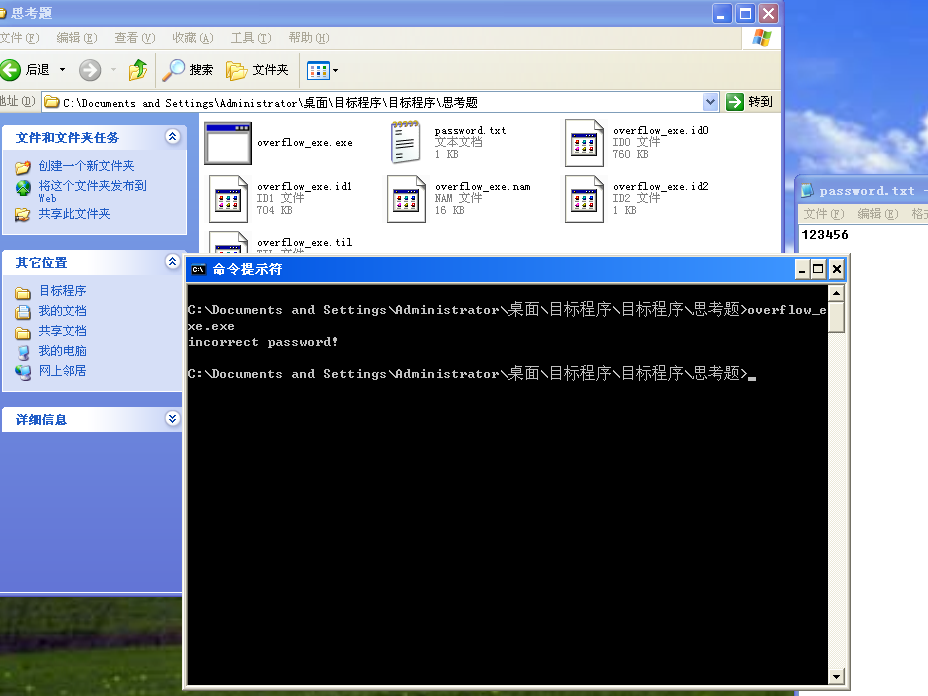 思考题
文件(F) 编辑(E) 查看(V) 收藏(A) 工具(T) 帮助(H)
后退 搜索 文件夹
地址(D) C:\Documents and Settings\Administrator\桌面\目标程序\目标程序\思考题 转到
文件和文件夹任务
创建一个新文件夹
将这个文件夹发布到
Web
共享此文件夹
其它位置
目标程序
我的文档
共享文档
我的电脑
网上邻居
详细信息
overflow_exe.exe
password.txt
文本文档
1 KB
overflow_exe.id0
ID0 文件
760 KB
overflow_exe.id1
ID1 文件
704 KB
overflow_exe.nam
NAM 文件
16 KB
overflow_exe.id2
ID2 文件
1 KB
overflow_exe.til
TIL 文件
password.txt -
文件(F) 编辑(E) 格式
123456
命令提示符
C:\Documents and Settings\Administrator\桌面\目标程序\目标程序\思考题>overflow_e
xe.exe
incorrect password!
C:\Documents and Settings\Administrator\桌面\目标程序\目标程序\思考题>_